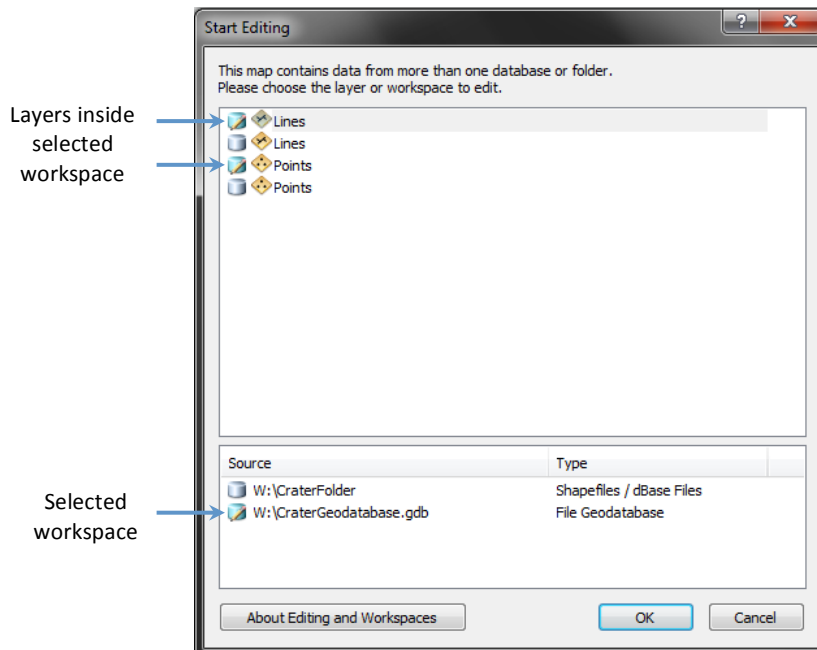 Start Editing
?
X
This map contains data from more than one database or folder.
Please choose the layer or workspace to edit.
Layers inside
selected
workspace
Lines
Lines
Points
Points
Source Type
W:\CraterFolder Shapefiles / dBase Files
W:\CraterGeodatabase.gdb File Geodatabase
Selected
workspace
About Editing and Workspaces OK Cancel